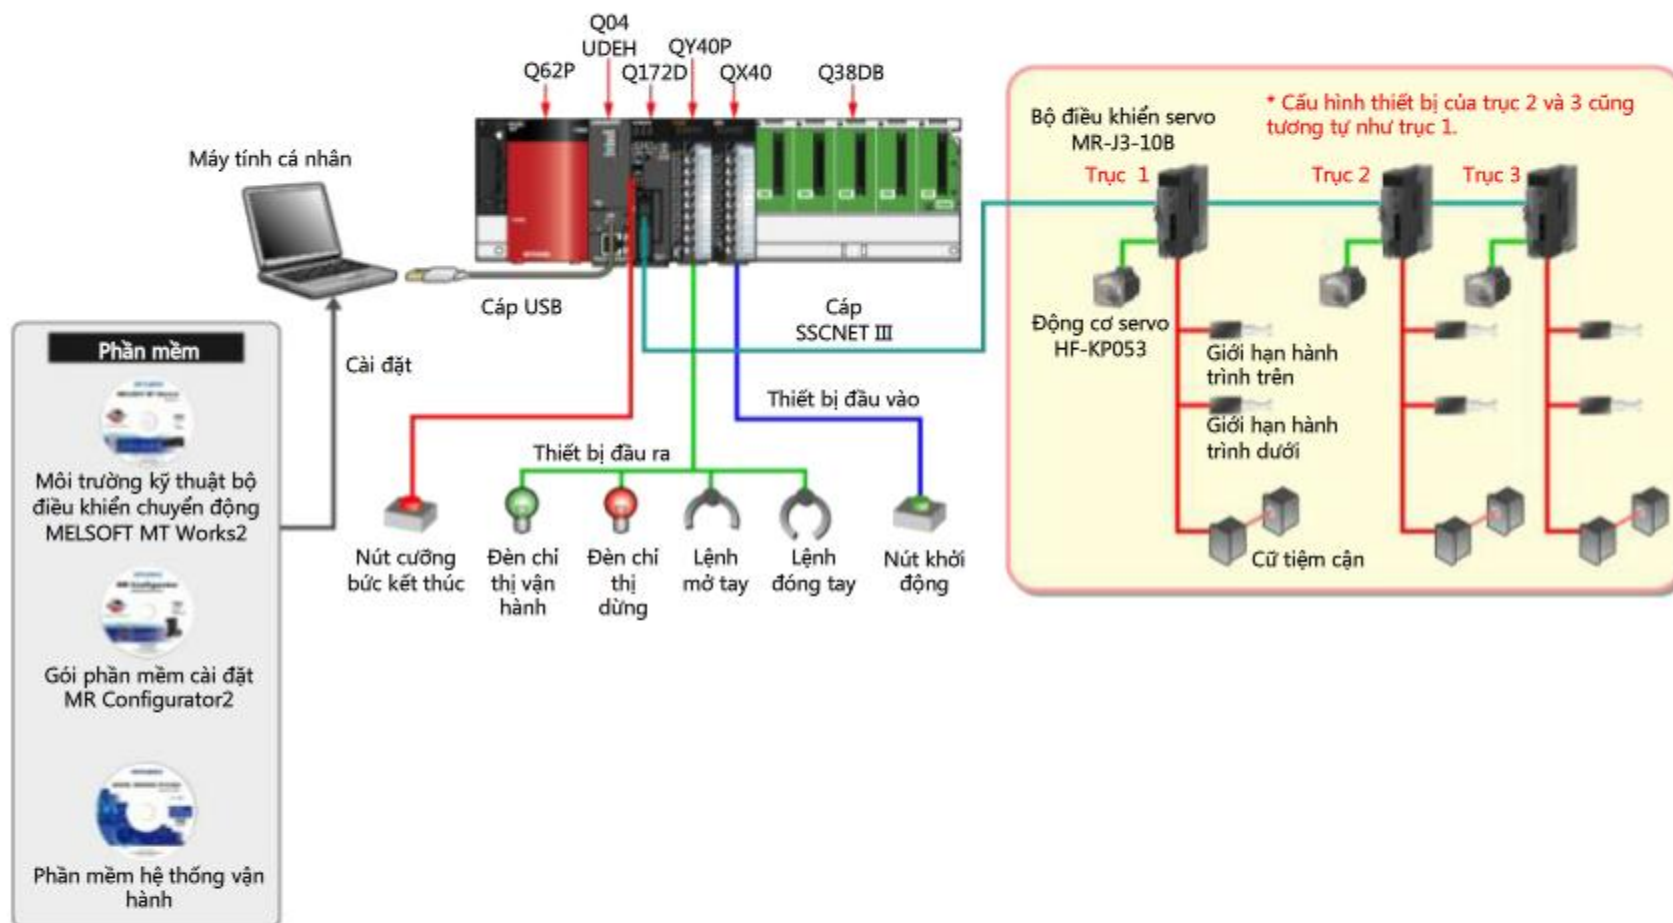 Q04
UDEH
QY40P
Q62P
Q172D
QX40
Q38DB
Máy tính cá nhân
Cáp USB
Cáp
SSCNET III
Cài đặt
Phần mềm
Môi trường kỹ thuật bộ
điều khiển chuyển động
MELSOFT MT Works2
Gói phần mềm cài đặt
MR Configurator2
Phần mềm hệ thống vận
hành
Thiết bị đầu vào
Thiết bị đầu ra
Nút cưỡng
bức kết thúc
Đèn chỉ
thị vận
hành
Đèn chỉ
thị
dừng
Lệnh
mở tay
Lệnh
đóng tay
Nút khởi
động
Bộ điều khiển servo
MR-J3-10B
* Cấu hình thiết bị của trục 2 và 3 cũng
tương tự như trục 1.
Trục 1
Trục 2
Trục 3
Động cơ servo
HF-KP053
Giới hạn hành
trình trên
Giới hạn hành
trình dưới
Cữ tiệm cận